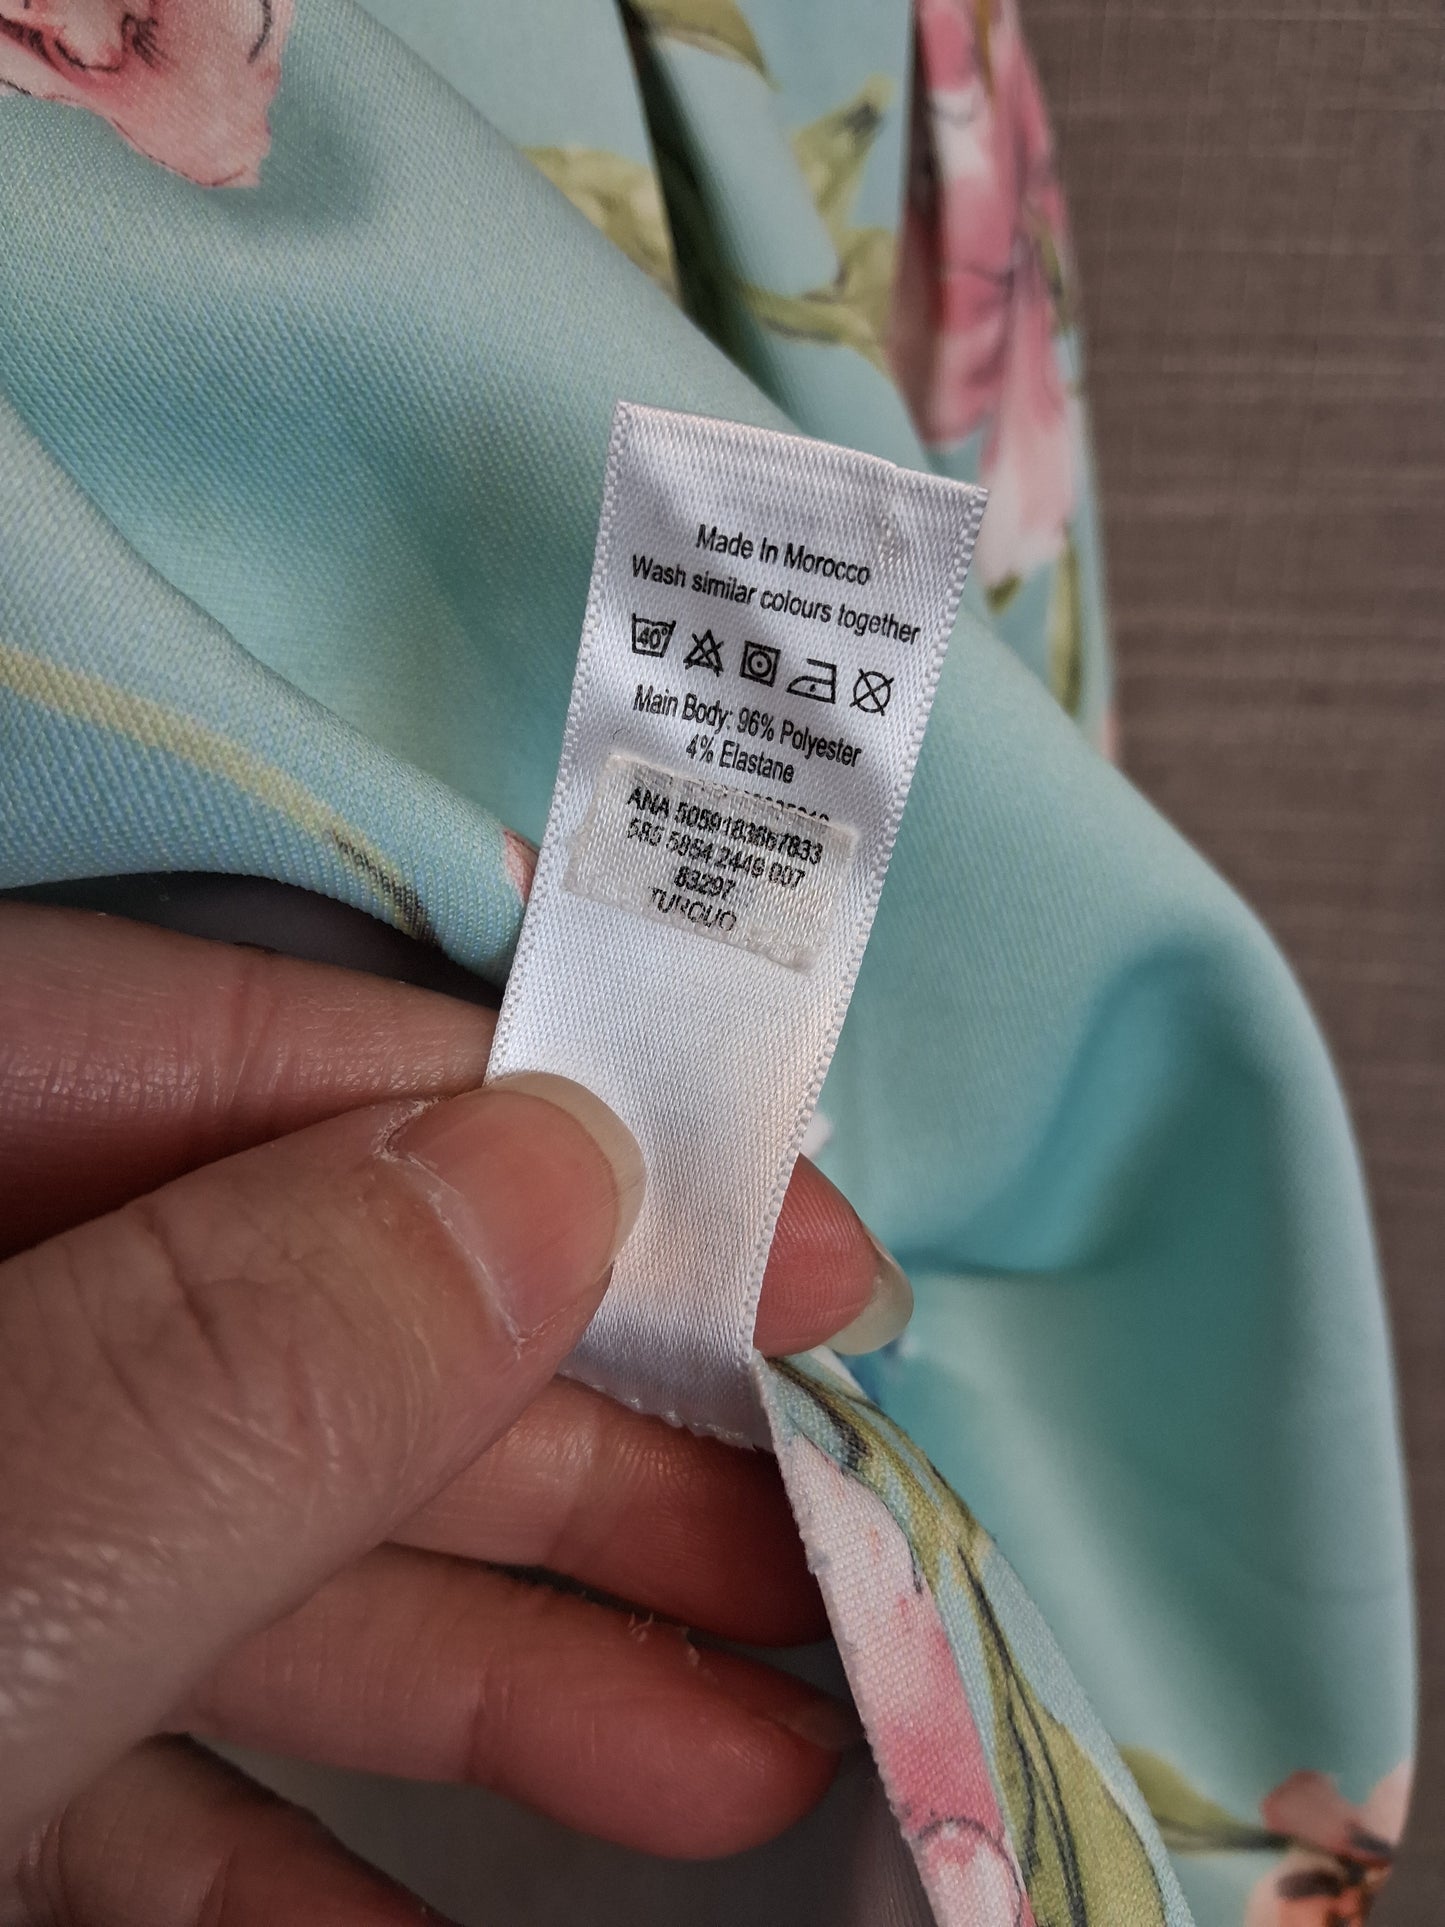 Made In Morocco
Wash similar colours together
40°
Main Body: 96% Polyester
4% Elastane
ANA 5059183667833
585 5854 2449 007
83297
TURQUO